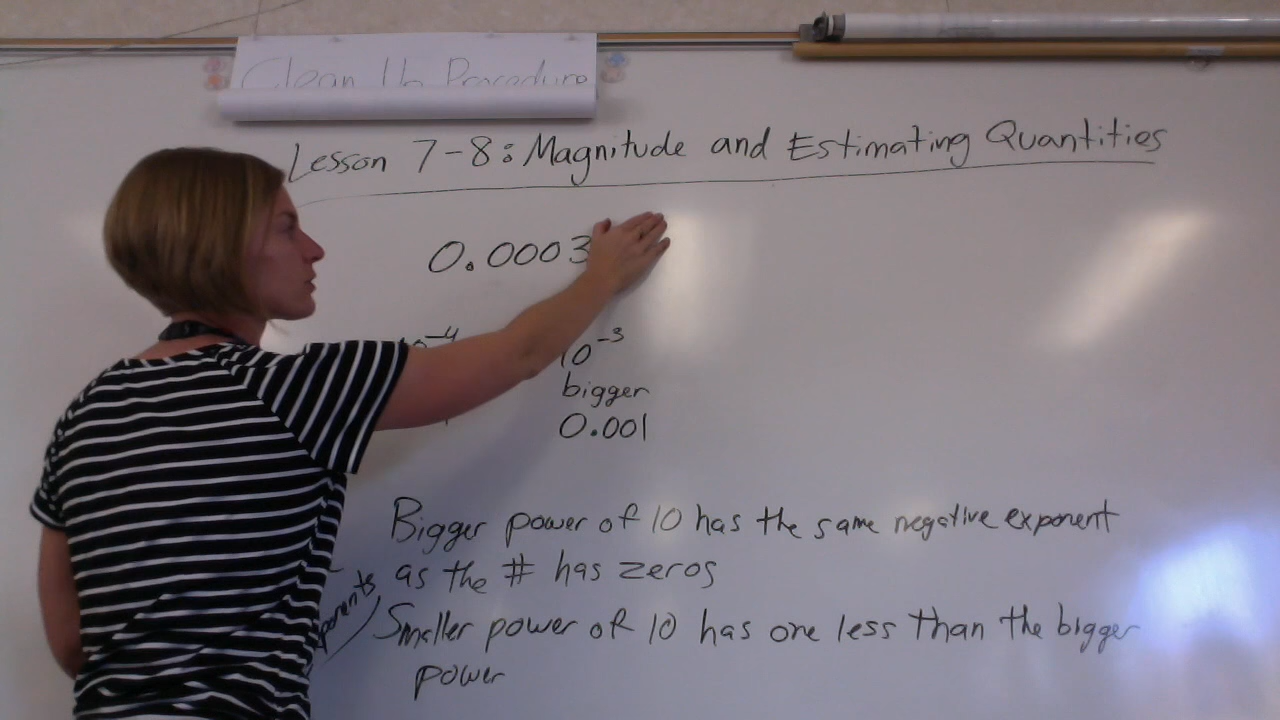 Clean Up Procedure
Lesson 7-8: Magnitude and Estimating Quantities
0.0003
10⁻⁴ 10⁻³
bigger
0.001
Bigger power of 10 has the same negative exponent
as the # has zeros
Smaller power of 10 has one less than the bigger
power